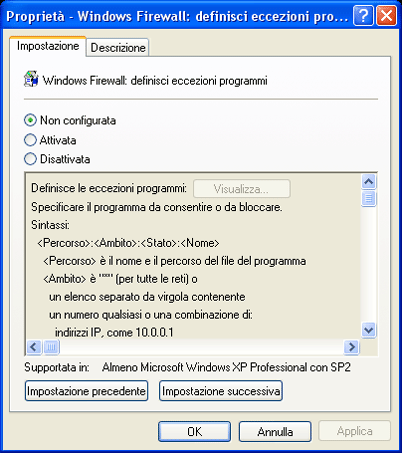 Proprietà - Windows Firewall: definisci eccezioni pro...
Impostazione
Descrizione
Windows Firewall: definisci eccezioni programmi
Non configurata
Attivata
Disattivata
Definisce le eccezioni programmi: Visualizza...
Specificare il programma da consentire o da bloccare.
Sintassi:
<Percorso>:<Ambito>:<Stato>:<Nome>
<Percorso> è il nome e il percorso del file del programma
<Ambito> è "*" (per tutte le reti) o
un elenco separato da virgola contenente
un numero qualsiasi o una combinazione di:
indirizzi IP, come 10.0.0.1
Supportata in: Almeno Microsoft Windows XP Professional con SP2
Impostazione precedente
Impostazione successiva
OK
Annulla
Applica